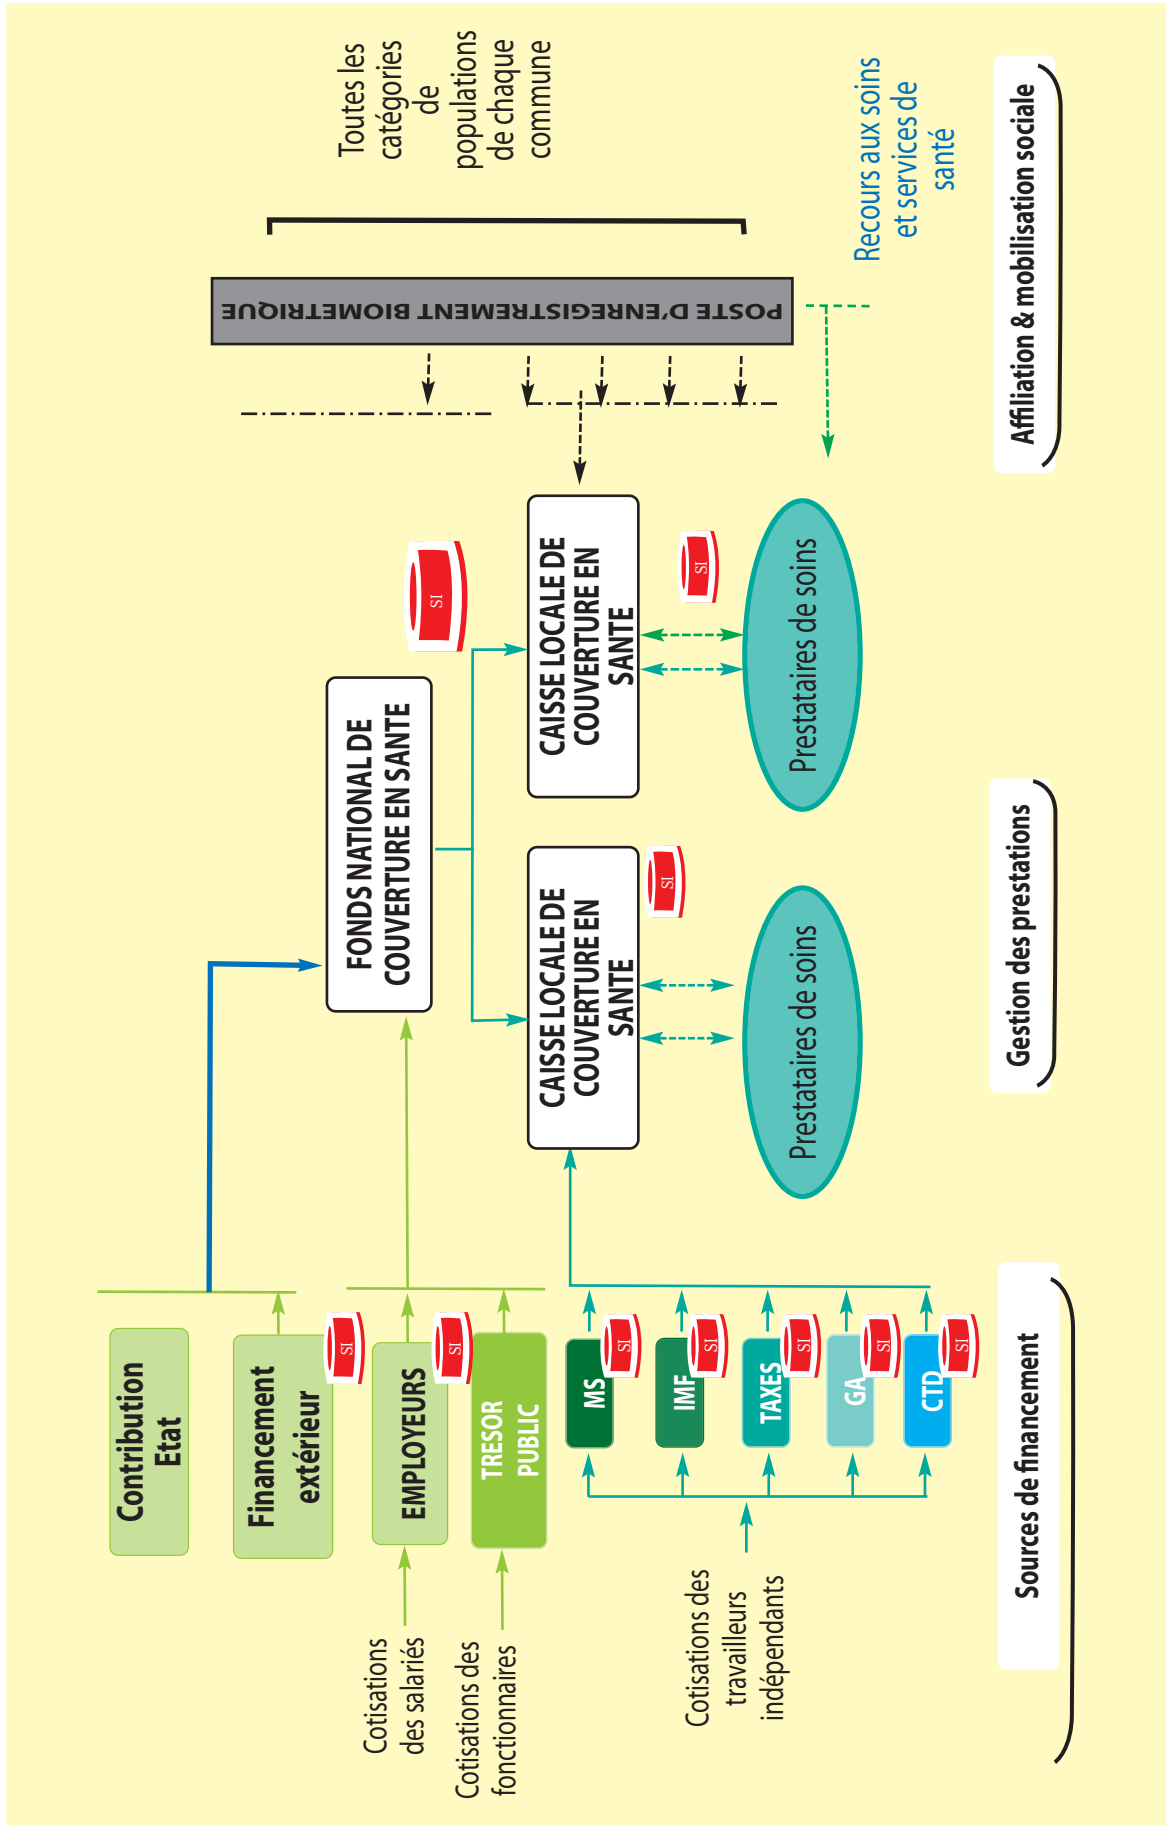 Contribution
Etat
Financement
extérieur
SI
Cotisations
des salariés
EMPLOYEURS
SI
Cotisations des
fonctionnaires
TRESOR
PUBLIC
Cotisations des
travailleurs
indépendants
MS
SI
IMF
SI
TAXES
SI
GA
SI
CTD
SI
Sources de financement
FONDS NATIONAL DE
COUVERTURE EN SANTE
SI
CAISSE LOCALE DE
COUVERTURE EN
SANTE
SI
Prestataires de soins
CAISSE LOCALE DE
COUVERTURE EN
SANTE
SI
Prestataires de soins
Gestion des prestations
POSTE D'ENREGISTREMENT BIOMETRIQUE
Toutes les
catégories
de
populations
de chaque
commune
Recours aux soins
et services de
santé
Affiliation & mobilisation sociale